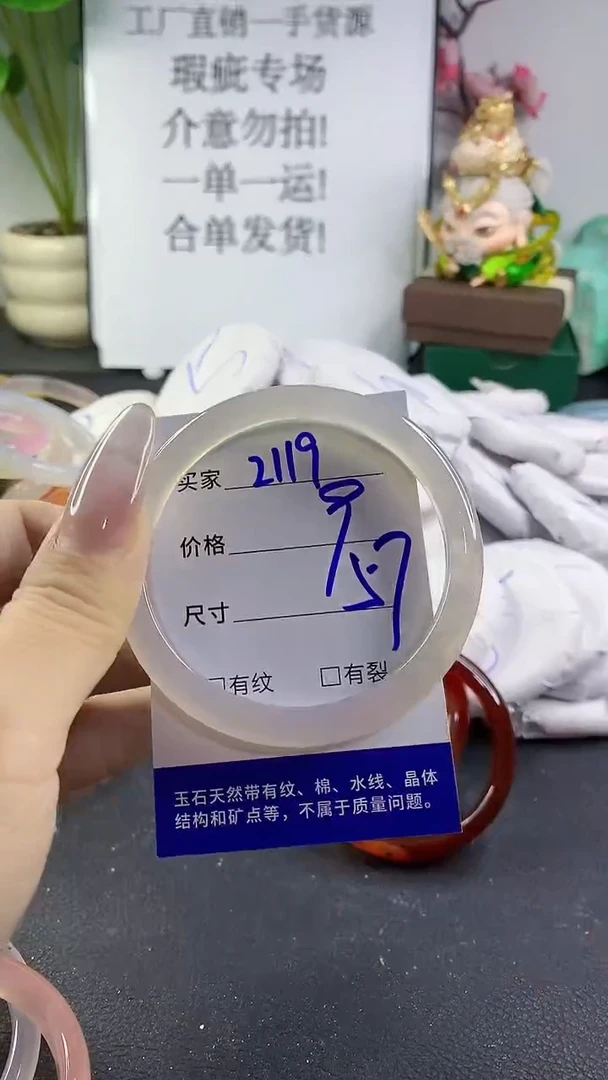 工厂直销一手货源
瑕疵专场
介意勿拍!
一单一运!
合单发货!
买家 2119
价格 9
尺寸 57
□有纹 □有裂
玉石天然带有纹、棉、水线、晶体
结构和矿点等，不属于质量问题。